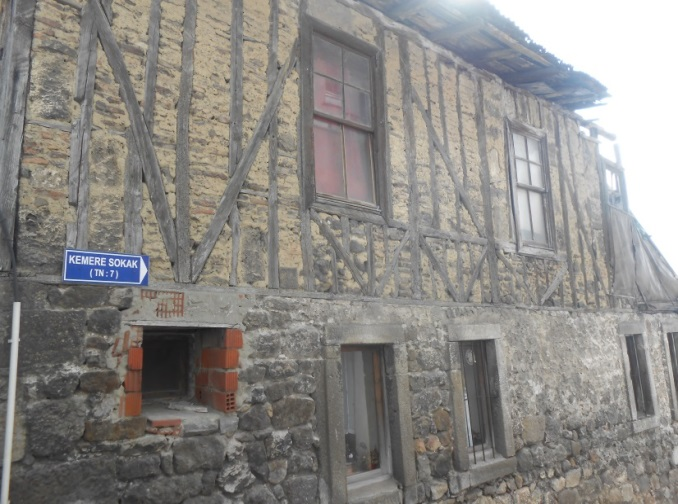 KEMERE SOKAK
( TN : 7 )